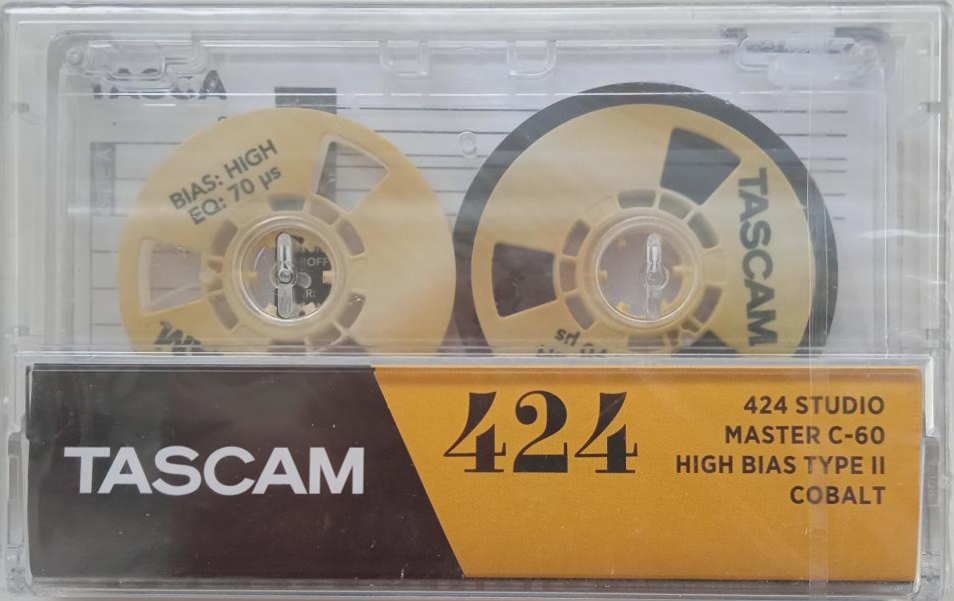 BIAS: HIGH
EQ: 70 µs
TASCAM
TASCAM
424
424 STUDIO
MASTER C-60
HIGH BIAS TYPE II
COBALT